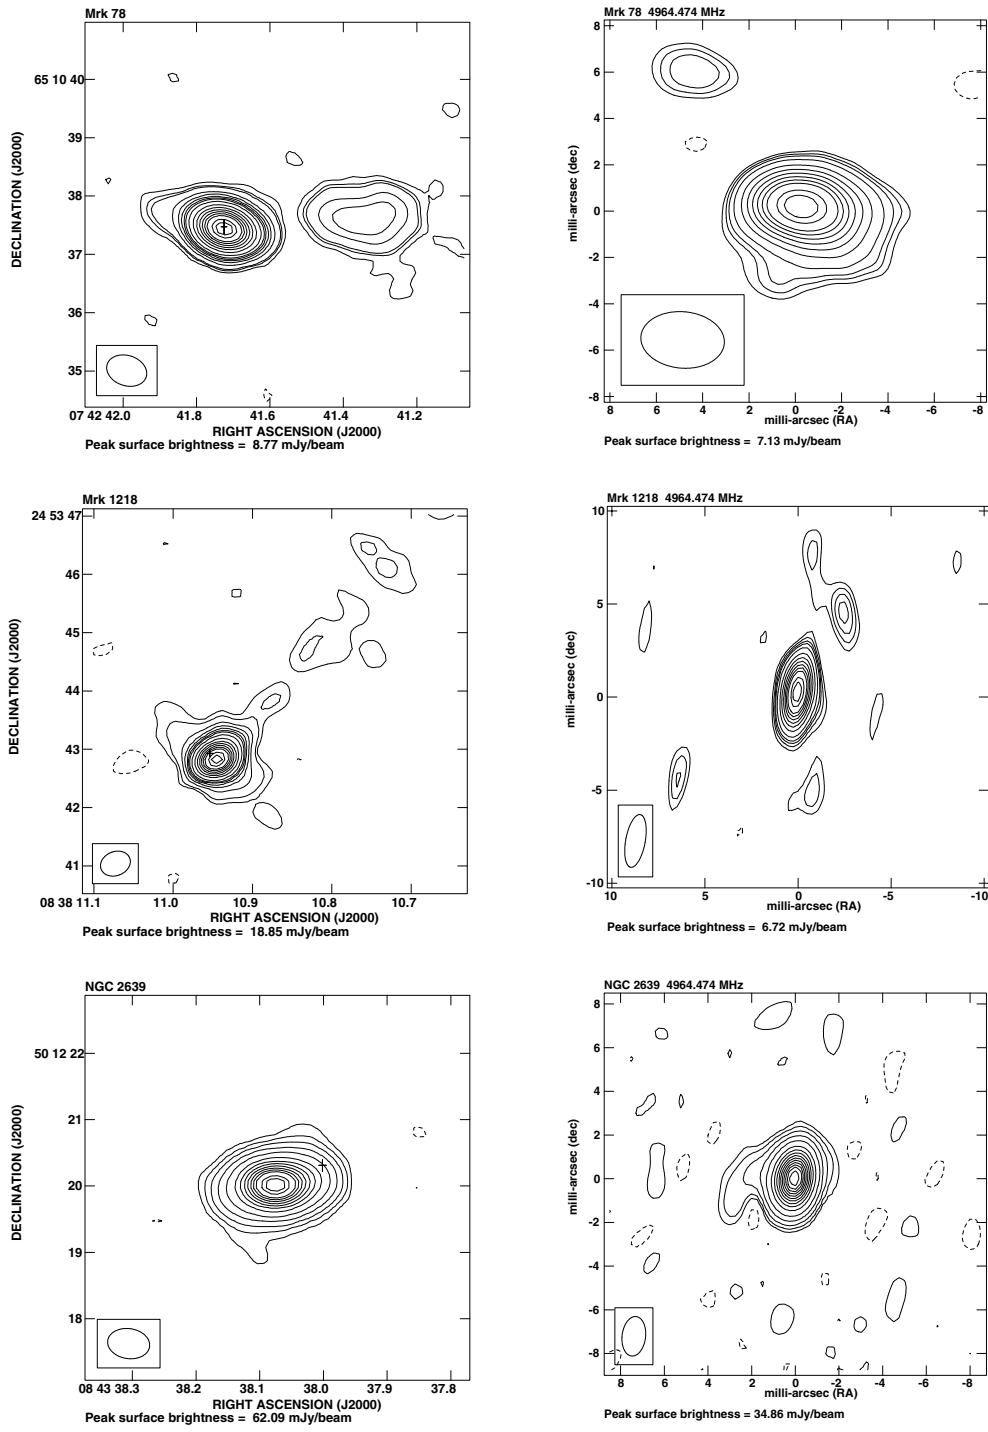 Mrk 78
65 10 40
39
38
37
36
35
DECLINATION (J2000)
07 42 42.0 41.8 41.6 41.4 41.2
RIGHT ASCENSION (J2000)
Peak surface brightness = 8.77 mJy/beam
Mrk 78 4964.474 MHz
8
6
4
2
0
-2
-4
-6
-8
milli-arcsec (dec)
8 6 4 2 0 -2 -4 -6 -8
milli-arcsec (RA)
Peak surface brightness = 7.13 mJy/beam
Mrk 1218
24 53 47
46
45
44
43
42
41
DECLINATION (J2000)
08 38 11.1 11.0 10.9 10.8 10.7
RIGHT ASCENSION (J2000)
Peak surface brightness = 18.85 mJy/beam
Mrk 1218 4964.474 MHz
10
5
0
-5
-10
milli-arcsec (dec)
10 5 0 -5 -10
milli-arcsec (RA)
Peak surface brightness = 6.72 mJy/beam
NGC 2639
50 12 22
21
20
19
18
DECLINATION (J2000)
08 43 38.3 38.2 38.1 38.0 37.9 37.8
RIGHT ASCENSION (J2000)
Peak surface brightness = 62.09 mJy/beam
NGC 2639 4964.474 MHz
8
6
4
2
0
-2
-4
-6
-8
milli-arcsec (dec)
8 6 4 2 0 -2 -4 -6 -8
milli-arcsec (RA)
Peak surface brightness = 34.86 mJy/beam